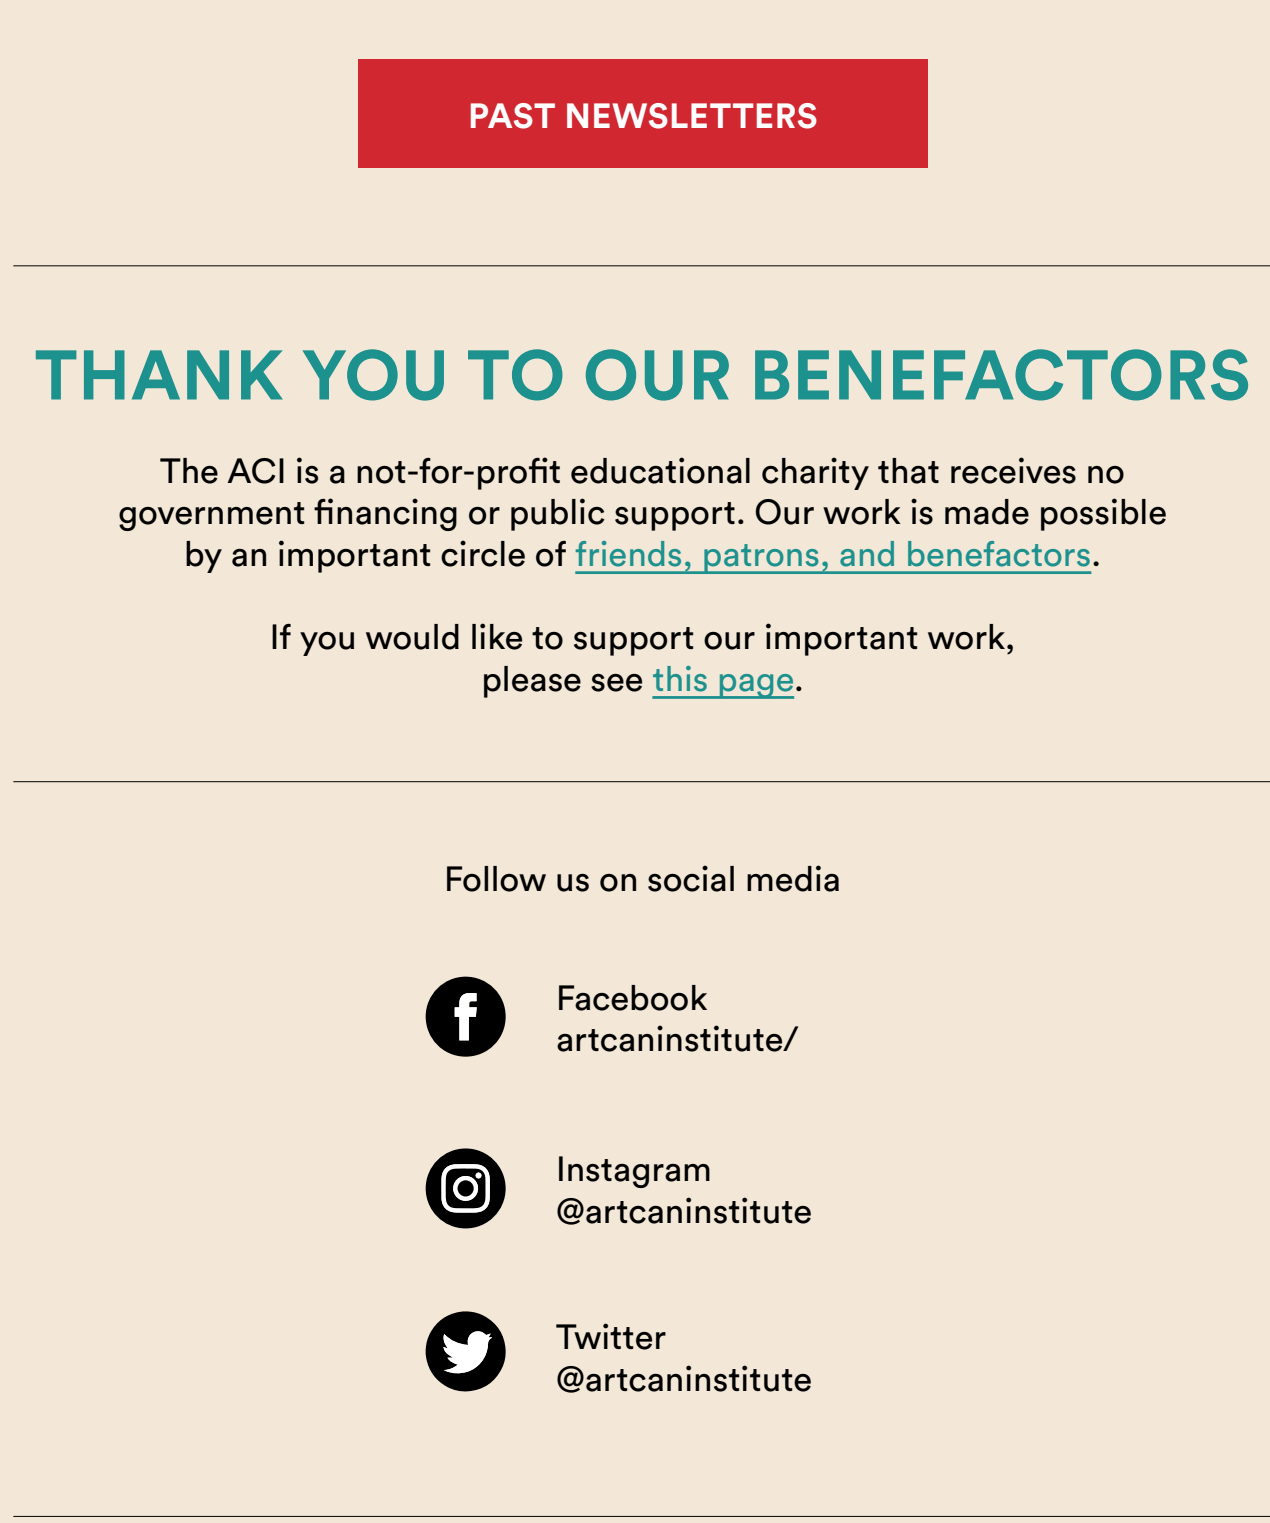 PAST NEWSLETTERS
THANK YOU TO OUR BENEFACTORS
The ACI is a not-for-profit educational charity that receives no
government financing or public support. Our work is made possible
by an important circle of friends, patrons, and benefactors.
If you would like to support our important work,
please see this page.
Follow us on social media
Facebook
artcaninstitute/
Instagram
@artcaninstitute
Twitter
@artcaninstitute